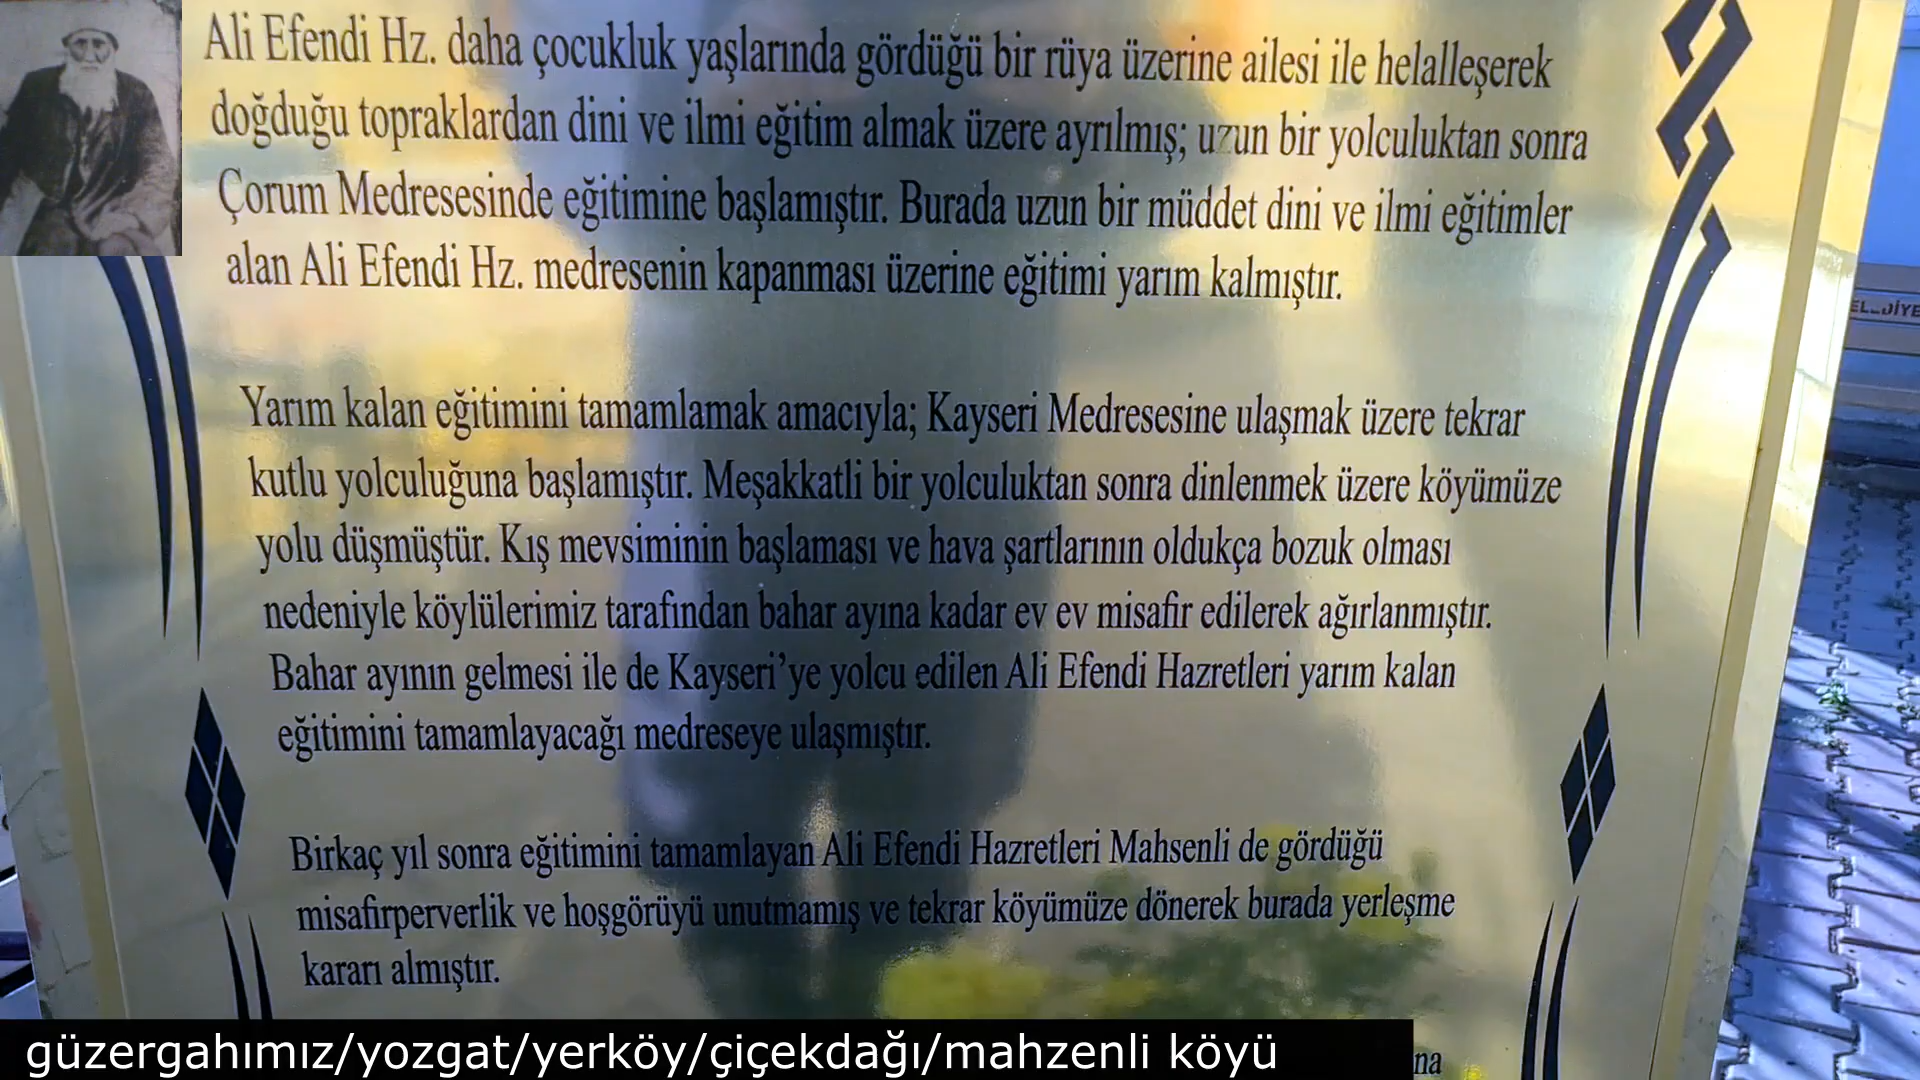 Ali Efendi Hz. daha çocukluk yaşlarında gördüğü bir rüya üzerine ailesi ile helalleşerek
doğduğu topraklardan dini ve ilmi eğitim almak üzere ayrılmış; uzun bir yolculuktan sonra
Çorum Medresesinde eğitimine başlamıştır. Burada uzun bir müddet dini ve ilmi eğitimler
alan Ali Efendi Hz. medresenin kapanması üzerine eğitimi yarım kalmıştır.
Yarım kalan eğitimini tamamlamak amacıyla; Kayseri Medresesine ulaşmak üzere tekrar
kutlu yolculuğuna başlamıştır. Meşakkatli bir yolculuktan sonra dinlenmek üzere köyümüze
yolu düşmüştür. Kış mevsiminin başlaması ve hava şartlarının oldukça bozuk olması
nedeniyle köylülerimiz tarafından bahar ayına kadar ev ev misafir edilerek ağırlanmıştır.
Bahar ayının gelmesi ile de Kayseri’ye yolcu edilen Ali Efendi Hazretleri yarım kalan
eğitimini tamamlayacağı medreseye ulaşmıştır.
Birkaç yıl sonra eğitimini tamamlayan Ali Efendi Hazretleri Mahsenli de gördüğü
misafirperverlik ve hoşgörüyü unutmamış ve tekrar köyümüze dönerek burada yerleşme
kararı almıştır.
güzergahımız/yozgat/yerköy/çiçekdağı/mahzenli köyü